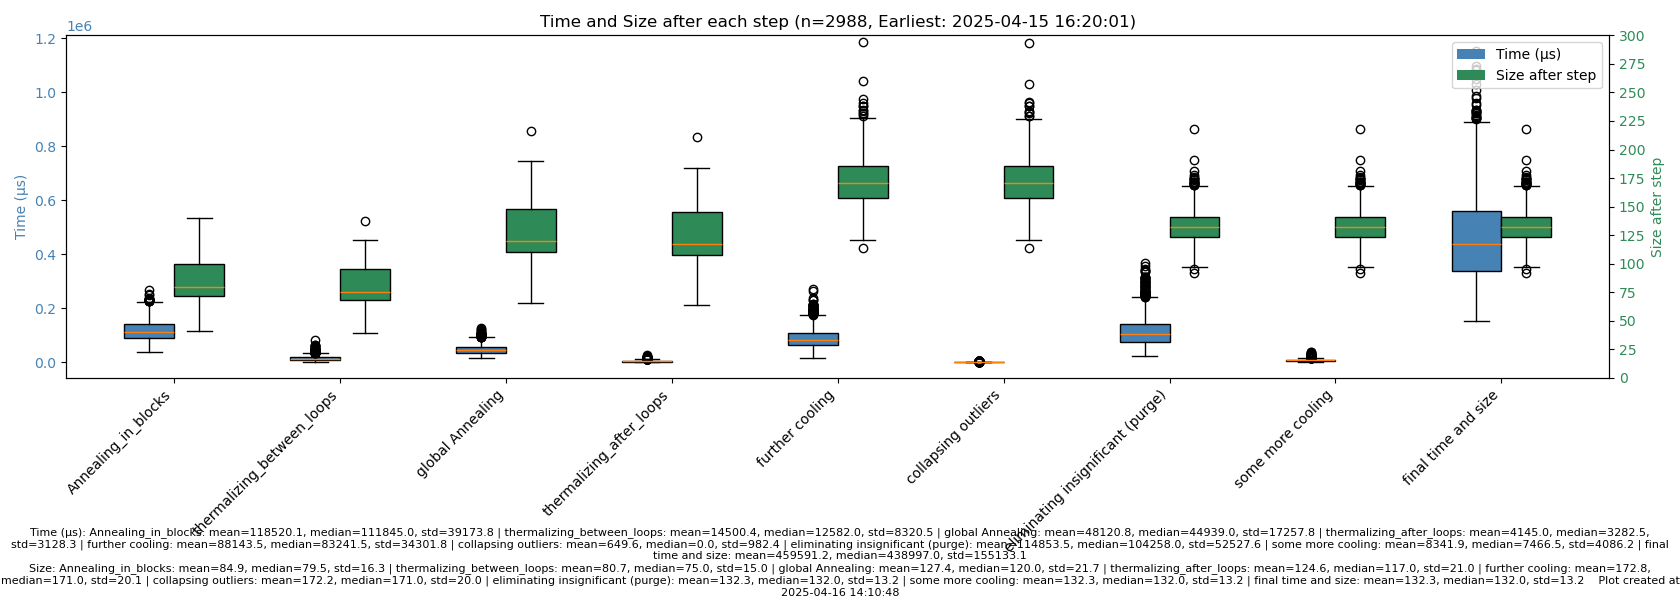 Time and Size after each step (n=2988, Earliest: 2025-04-15 16:20:01)
1e6
1.2
1.0
0.8
0.6
0.4
0.2
0.0
Time (µs)
300
275
250
225
200
175
150
125
100
75
50
25
0
Size after step
Time (µs)
Size after step
Annealing_in_blocks
thermalizing_between_loops
global Annealing
thermalizing_after_loops
further cooling
collapsing outliers
eliminating insignificant (purge)
some more cooling
final time and size
Time (µs): Annealing_in_blocks: mean=118520.1, median=111845.0, std=39173.8 | thermalizing_between_loops: mean=14500.4, median=12582.0, std=8320.5 | global Annealing: mean=48120.8, median=44939.0, std=17257.8 | thermalizing_after_loops: mean=4145.0, median=3282.5,
std=3128.3 | further cooling: mean=88143.5, median=83241.5, std=34301.8 | collapsing outliers: mean=649.6, median=0.0, std=982.4 | eliminating insignificant (purge): mean=114853.5, median=104258.0, std=52527.6 | some more cooling: mean=8341.9, median=7466.5, std=4086.2 | final
time and size: mean=459591.2, median=438997.0, std=155133.1
Size: Annealing_in_blocks: mean=84.9, median=79.5, std=16.3 | thermalizing_between_loops: mean=80.7, median=75.0, std=15.0 | global Annealing: mean=127.4, median=120.0, std=21.7 | thermalizing_after_loops: mean=124.6, median=117.0, std=21.0 | further cooling: mean=172.8,
median=171.0, std=20.1 | collapsing outliers: mean=172.2, median=171.0, std=20.0 | eliminating insignificant (purge): mean=132.3, median=132.0, std=13.2 | some more cooling: mean=132.3, median=132.0, std=13.2 | final time and size: mean=132.3, median=132.0, std=13.2 Plot created at
2025-04-16 14:10:48